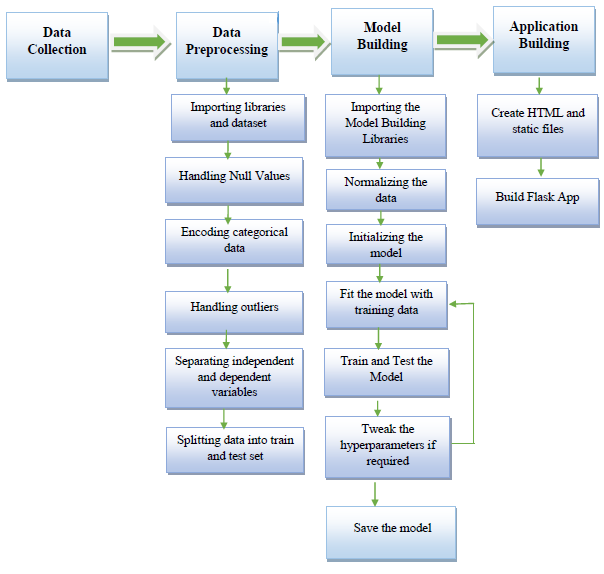 Data
Collection
Data
Preprocessing
Model
Building
Application
Building
Importing libraries
and dataset
Handling Null Values
Encoding categorical
data
Handling outliers
Separating independent
and dependent
variables
Splitting data into train
and test set
Importing the
Model Building
Libraries
Normalizing the
data
Initializing the
model
Fit the model with
training data
Train and Test the
Model
Tweak the
hyperparameters if
required
Save the model
Create HTML and
static files
Build Flask App